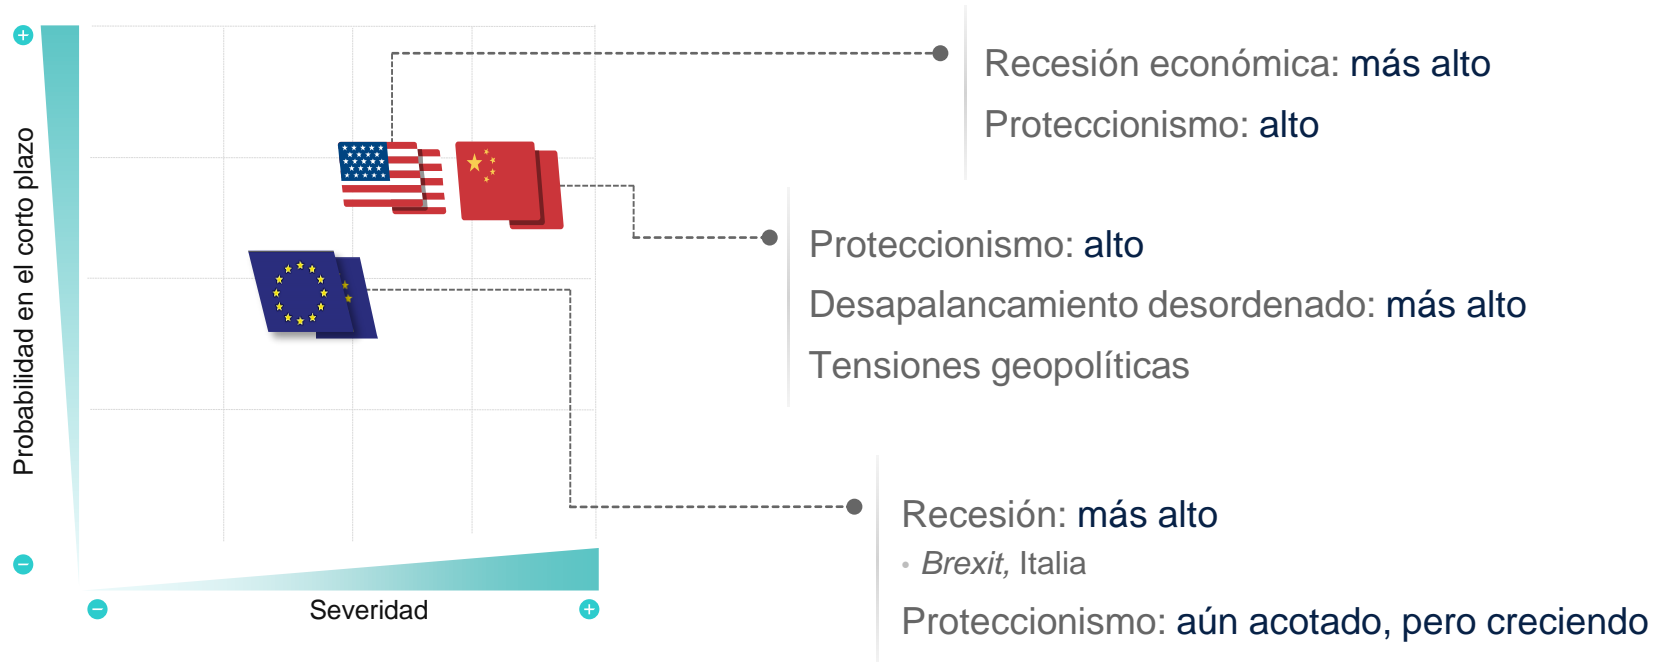 Probabilidad en el corto plazo
Severidad
Recesión económica: más alto
Proteccionismo: alto
Proteccionismo: alto
Desapalancamiento desordenado: más alto
Tensiones geopolíticas
Recesión: más alto
• Brexit, Italia
Proteccionismo: aún acotado, pero creciendo